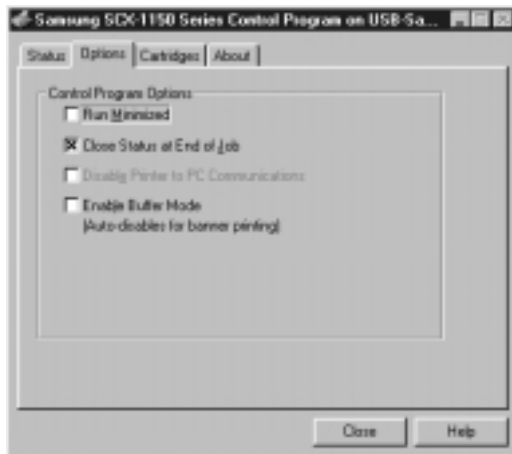 Samsung SCX-1150 Series Control Program on USB-Sa...
Status Options Cartridges About
Control Program Options
Run Minimized
Close Status at End of Job
Disable Printer to PC Communications
Enable Buffer Mode
(Auto-disables for banner printing)
Close Help